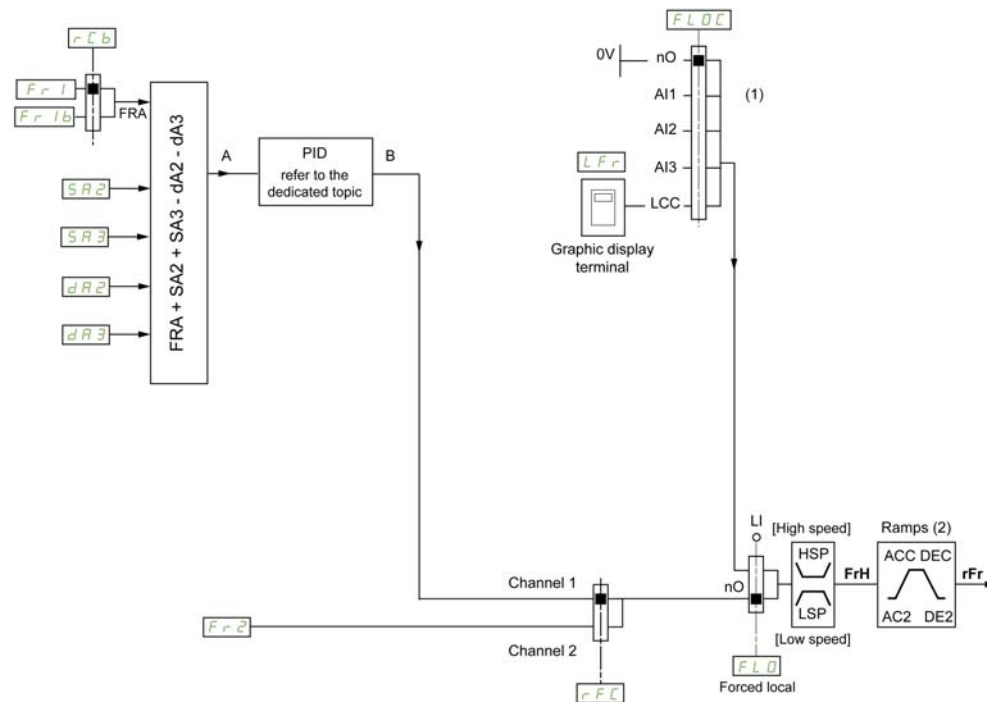 rCb
Fr1
Fr1b
FRA
SA2
SA3
dA2
dA3
FRA + SA2 + SA3 - dA2 - dA3
A
PID
refer to the
dedicated topic
B
FLOC
0V
nO
AI1
AI2
AI3
LCC
(1)
LFr
Graphic display
terminal
Channel 1
Fr2
Channel 2
rFC
LI
nO
FLO
Forced local
[High speed]
HSP
LSP
[Low speed]
FrH
Ramps (2)
ACC DEC
AC2 DE2
rFr